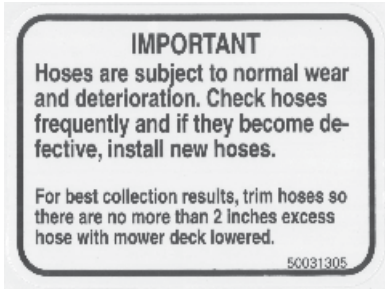 IMPORTANT
Hoses are subject to normal wear
and deterioration. Check hoses
frequently and if they become de-
fective, install new hoses.
For best collection results, trim hoses so
there are no more than 2 inches excess
hose with mower deck lowered.
50031305